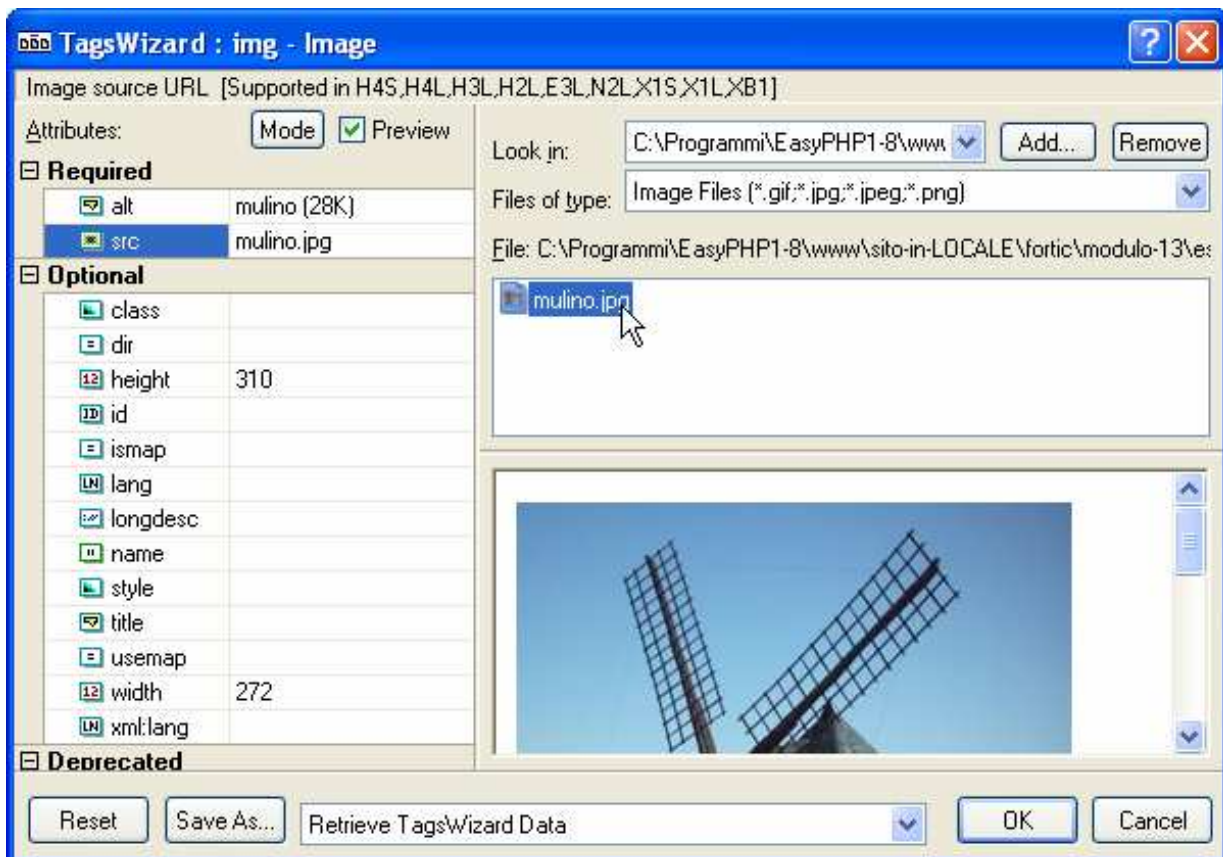 TagsWizard : img - Image
Image source URL [Supported in H4S,H4L,H3L,H2L,E3L,N2L,X1S,X1L,XB1]
Attributes: Mode Preview
Required
alt mulino (28K)
src mulino.jpg
Optional
class
dir
height 310
id
ismap
lang
longdesc
name
style
title
usemap
width 272
xml:lang
Deprecated
Look in: C:\Programmi\EasyPHP1-8\www Add... Remove
Files of type: Image Files (*.gif;*.jpg;*.jpeg;*.png)
File: C:\Programmi\EasyPHP1-8\www\sito-in-LOCALE\fortic\modulo-13\es
mulino.jpg
Reset Save As... Retrieve TagsWizard Data OK Cancel